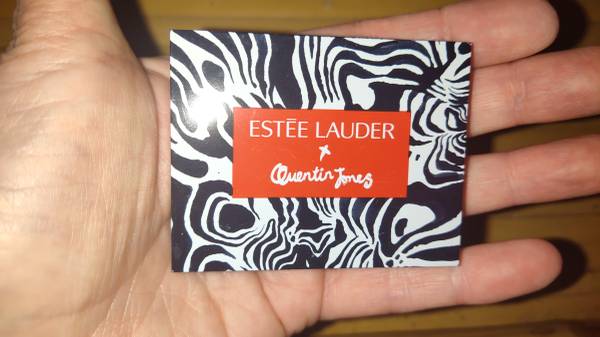 ESTĒE LAUDER
x
Quentin Jones